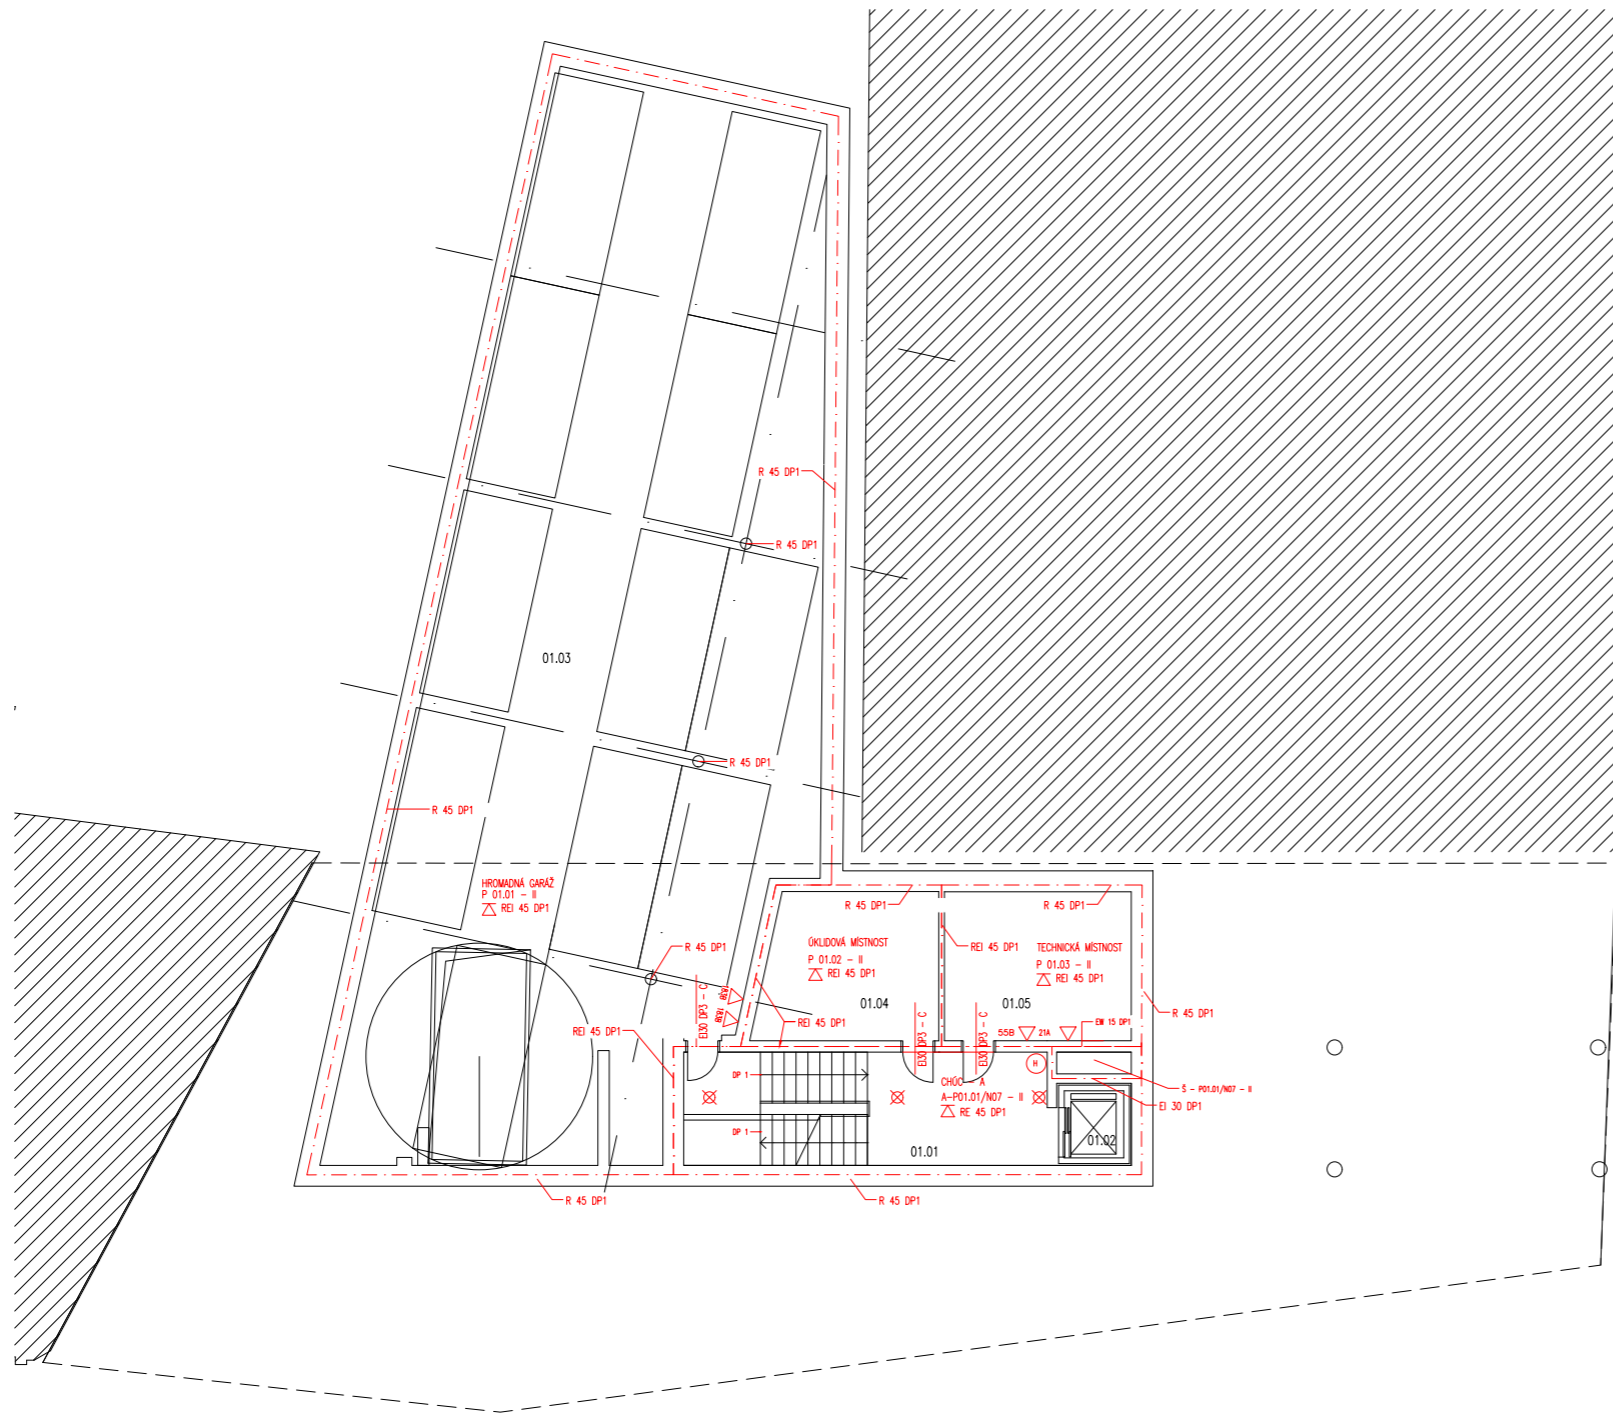 R 45 DP1
R 45 DP1
01.03
R 45 DP1
R 45 DP1
HROMADNÁ GARÁŽ
P 01.01 - II
REI 45 DP1
R 45 DP1
R 45 DP1
R 45 DP1
ÚKLIDOVÁ MÍSTNOST
P 01.02 - II
REI 45 DP1
REI 45 DP1
TECHNICKÁ MÍSTNOST
P 01.03 - II
REI 45 DP1
01.04
01.05
R 45 DP1
183B
183B
EI30 DP3 - C
EI30 DP3 - C
EI30 DP3 - C
REI 45 DP1
REI 45 DP1
55B
21A
EW 15 DP1
H
DP 1
CHÚC - A
A-P01.01/N07 - II
RE 45 DP1
Š - P01.01/N07 - II
EI 30 DP1
DP 1
01.01
01.02
R 45 DP1
R 45 DP1